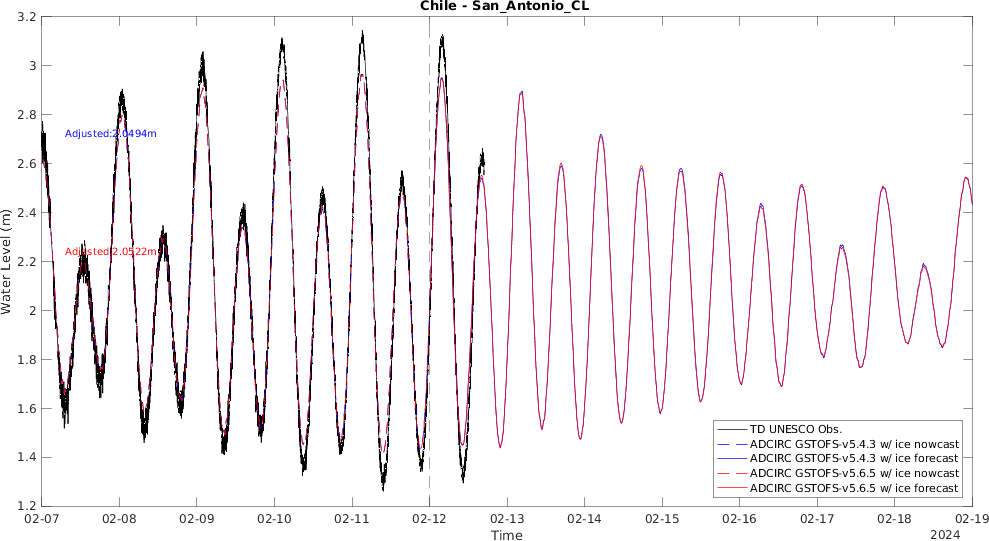 Chile - San_Antonio_CL
3.2
3
2.8
2.6
2.4
2.2
2
1.8
1.6
1.4
1.2
Water Level (m)
Adjusted:2.0494m
Adjusted:2.0522m
TD UNESCO Obs.
ADCIRC GSTOFS-v5.4.3 w/ ice nowcast
ADCIRC GSTOFS-v5.4.3 w/ ice forecast
ADCIRC GSTOFS-v5.6.5 w/ ice nowcast
ADCIRC GSTOFS-v5.6.5 w/ ice forecast
02-07 02-08 02-09 02-10 02-11 02-12 02-13 02-14 02-15 02-16 02-17 02-18 02-19
Time
2024